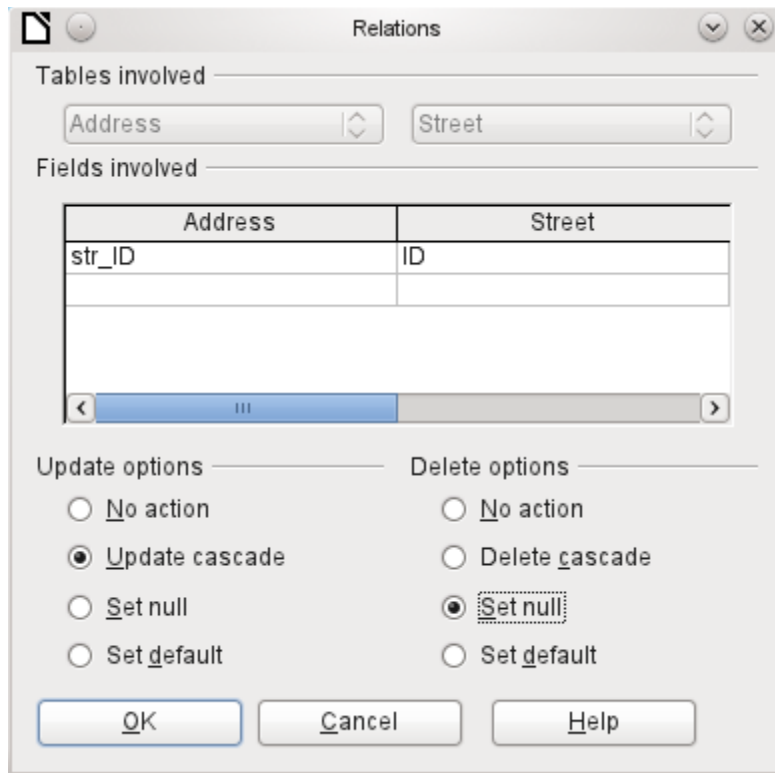 Relations
Tables involved
Address Street
Fields involved
Address Street
str_ID ID
Update options Delete options
No action No action
Update cascade Delete cascade
Set null Set null
Set default Set default
OK Cancel Help